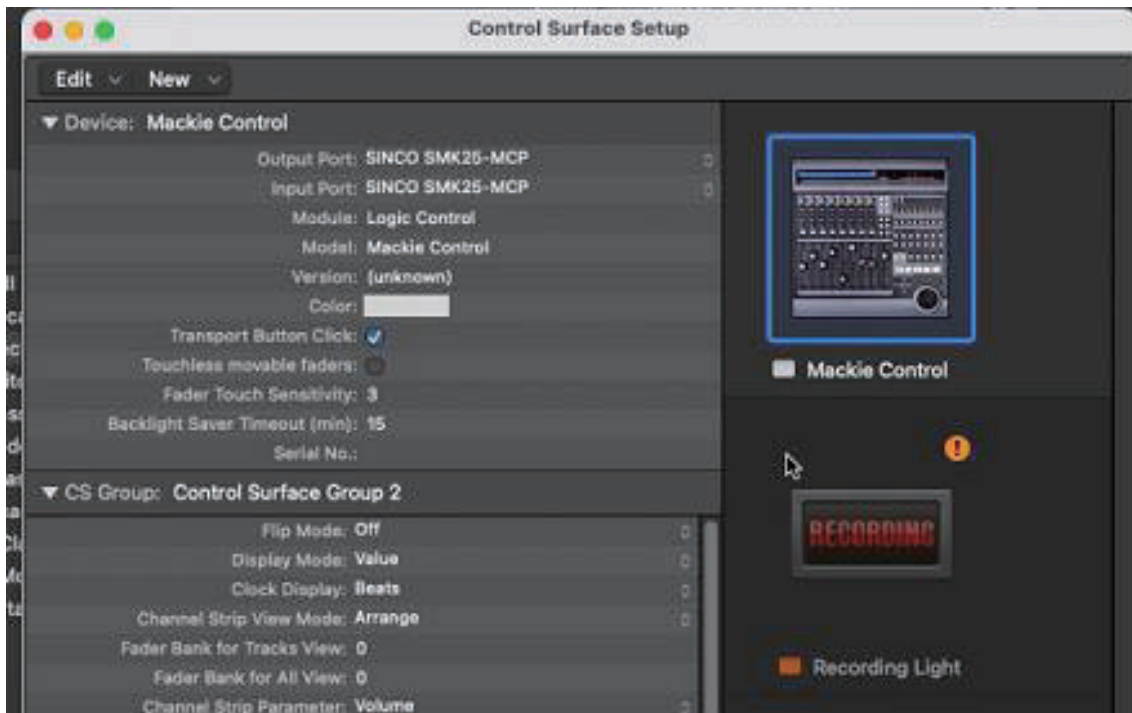 Control Surface Setup
Edit New
Device: Mackie Control
Output Port: SINCO SMK25-MCP
Input Port: SINCO SMK25-MCP
Module: Logic Control
Model: Mackie Control
Version: (unknown)
Color:
Transport Button Click:
Touchless movable faders:
Fader Touch Sensitivity: 3
Backlight Saver Timeout (min): 15
Serial No.:
CS Group: Control Surface Group 2
Flip Mode: Off
Display Mode: Value
Clock Display: Beats
Channel Strip View Mode: Arrange
Fader Bank for Tracks View: 0
Fader Bank for All View: 0
Channel Strip Parameter: Volume
Mackie Control
!
RECORDING
Recording Light